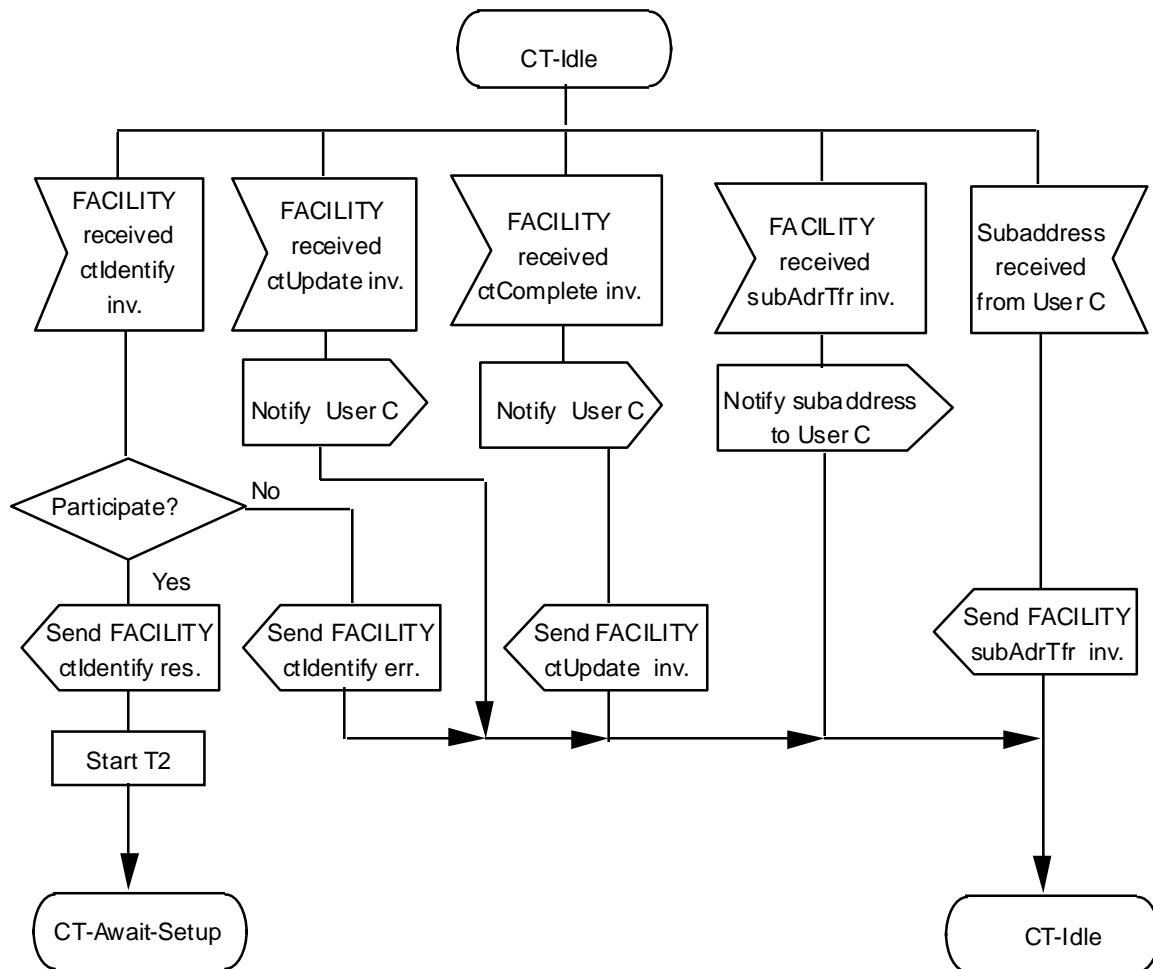 CT-Idle
FACILITY
received
ctIdentify
inv.
FACILITY
received
ctUpdate inv.
FACILITY
received
ctComplete inv.
FACILITY
received
subAdrTfr inv.
Subaddress
received
from User C
Notify User C
Notify User C
Notify subaddress
to User C
Participate?
No
Yes
Send FACILITY
ctIdentify res.
Send FACILITY
ctIdentify err.
Send FACILITY
ctUpdate inv.
Send FACILITY
subAdrTfr inv.
Start T2
CT-Await-Setup
CT-Idle